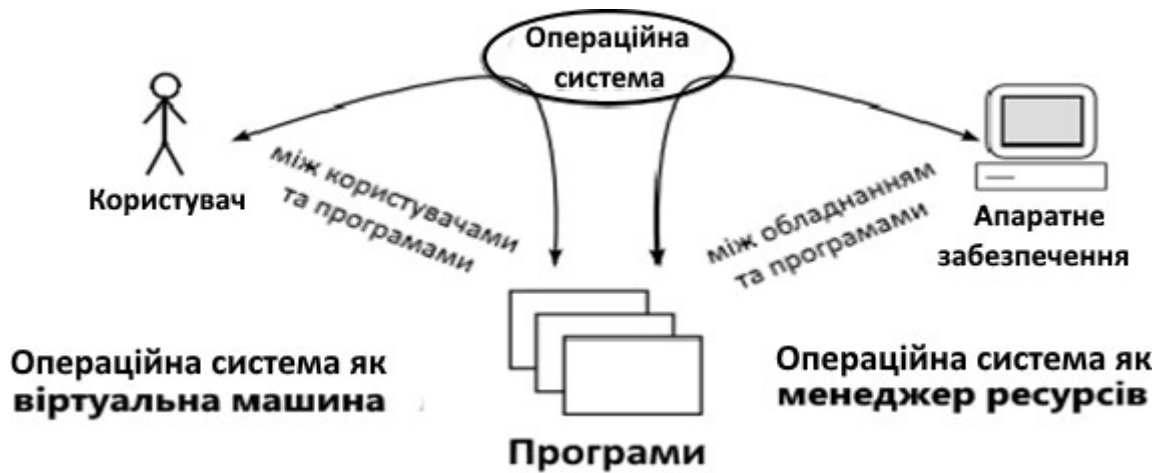 Операційна
система
Користувач
між користувачами
та програмами
між обладнанням
та програмами
Апаратне
забезпечення
Операційна система як
віртуальна машина
Операційна система як
менеджер ресурсів
Програми